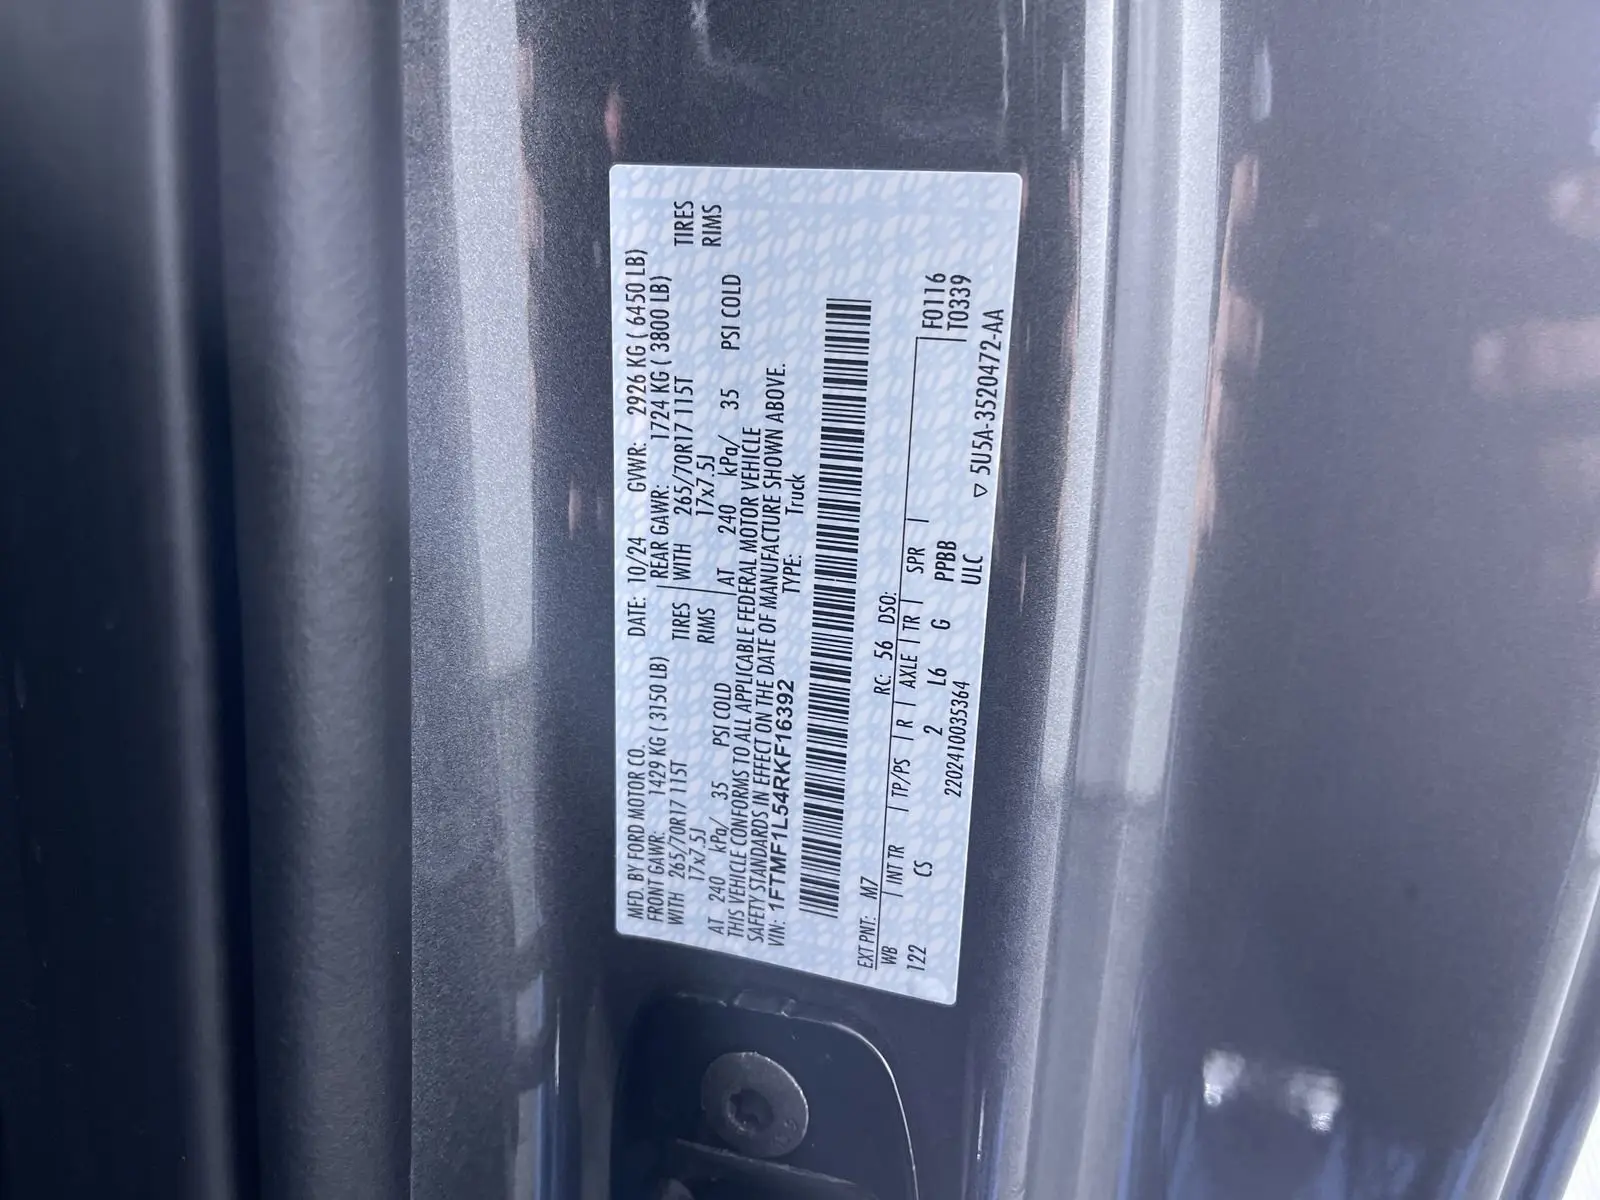 MFD. BY FORD MOTOR CO. DATE: 10/24 GVWR: 2926 KG ( 6450 LB)
FRONT GAWR: 1429 KG ( 3150 LB) REAR GAWR: 1724 KG ( 3800 LB)
WITH 265/70R17 115T TIRES WITH 265/70R17 115T TIRES
17x7.5J RIMS 17x7.5J RIMS
AT 240 kPa/ 35 PSI COLD AT 240 kPa/ 35 PSI COLD
THIS VEHICLE CONFORMS TO ALL APPLICABLE FEDERAL MOTOR VEHICLE
SAFETY STANDARDS IN EFFECT ON THE DATE OF MANUFACTURE SHOWN ABOVE.
VIN: 1FTMF1L54RKF16392 TYPE: Truck
EXT PNT: M7 RC: 56 DSO:
WB | INT TR | TP/PS | R | AXLE | TR | SPR |
122 CS 2 L6 G PPBB F0116
2202410035364 ULC T0339
▽ 5U5A-3520472-AA